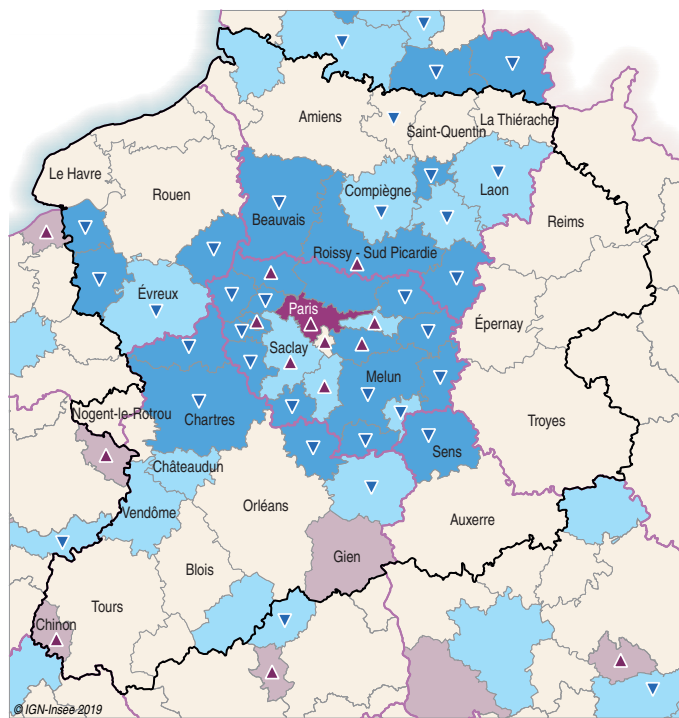 Amiens
La Thiérache
Saint-Quentin
Le Havre
Rouen
Compiègne
Laon
Beauvais
Reims
Roissy - Sud Picardie
Évreux
Paris
Épernay
Saclay
Melun
Nogent-le-Rotrou
Chartres
Troyes
Sens
Châteaudun
Vendôme
Orléans
Auxerre
Gien
Blois
Tours
Chinon
© IGN-Insee 2019